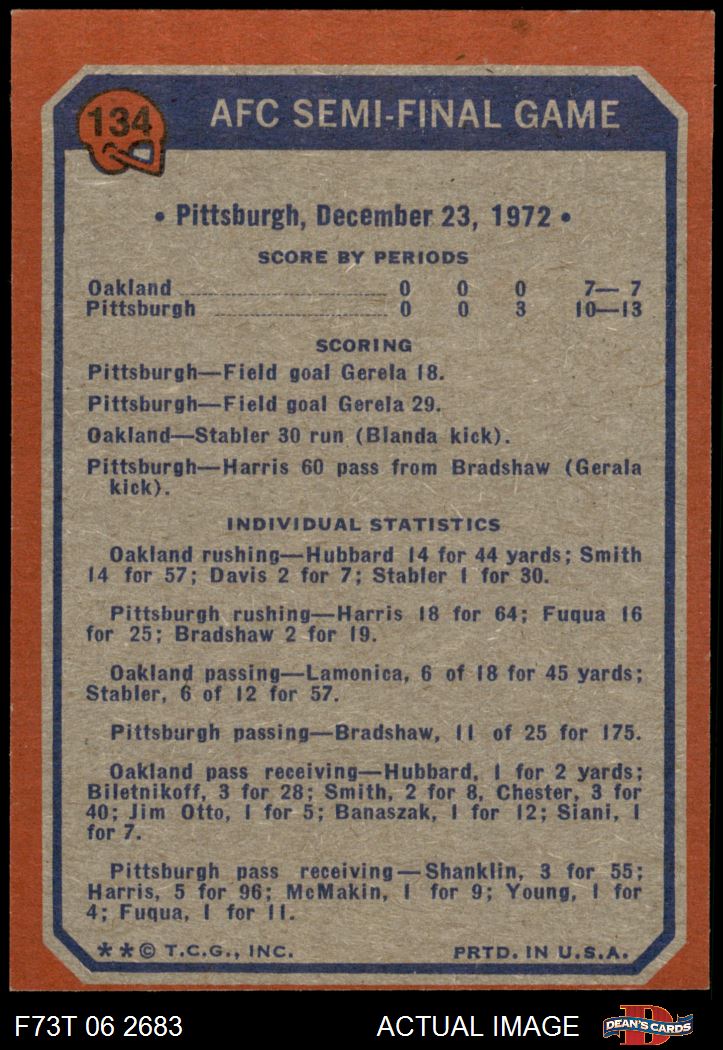 134
AFC SEMI-FINAL GAME
• Pittsburgh, December 23, 1972 •
SCORE BY PERIODS
Oakland 0 0 0 7— 7
Pittsburgh 0 0 3 10—13
SCORING
Pittsburgh—Field goal Gerela 18.
Pittsburgh—Field goal Gerela 29.
Oakland—Stabler 30 run (Blanda kick).
Pittsburgh—Harris 60 pass from Bradshaw (Gerala
kick).
INDIVIDUAL STATISTICS
Oakland rushing—Hubbard 14 for 44 yards; Smith
14 for 57; Davis 2 for 7; Stabler 1 for 30.
Pittsburgh rushing—Harris 18 for 64; Fuqua 16
for 25; Bradshaw 2 for 19.
Oakland passing—Lamonica, 6 of 18 for 45 yards;
Stabler, 6 of 12 for 57.
Pittsburgh passing—Bradshaw, 11 of 25 for 175.
Oakland pass receiving—Hubbard, 1 for 2 yards;
Biletnikoff, 3 for 28; Smith, 2 for 8, Chester, 3 for
40; Jim Otto, 1 for 5; Banaszak, 1 for 12; Siani, 1
for 7.
Pittsburgh pass receiving—Shanklin, 3 for 55;
Harris, 5 for 96; McMakin, 1 for 9; Young, 1 for
4; Fuqua, 1 for 11.
**© T.C.G., INC. PRTD. IN U.S.A.
F73T 06 2683 ACTUAL IMAGE D DEAN'S CARDS